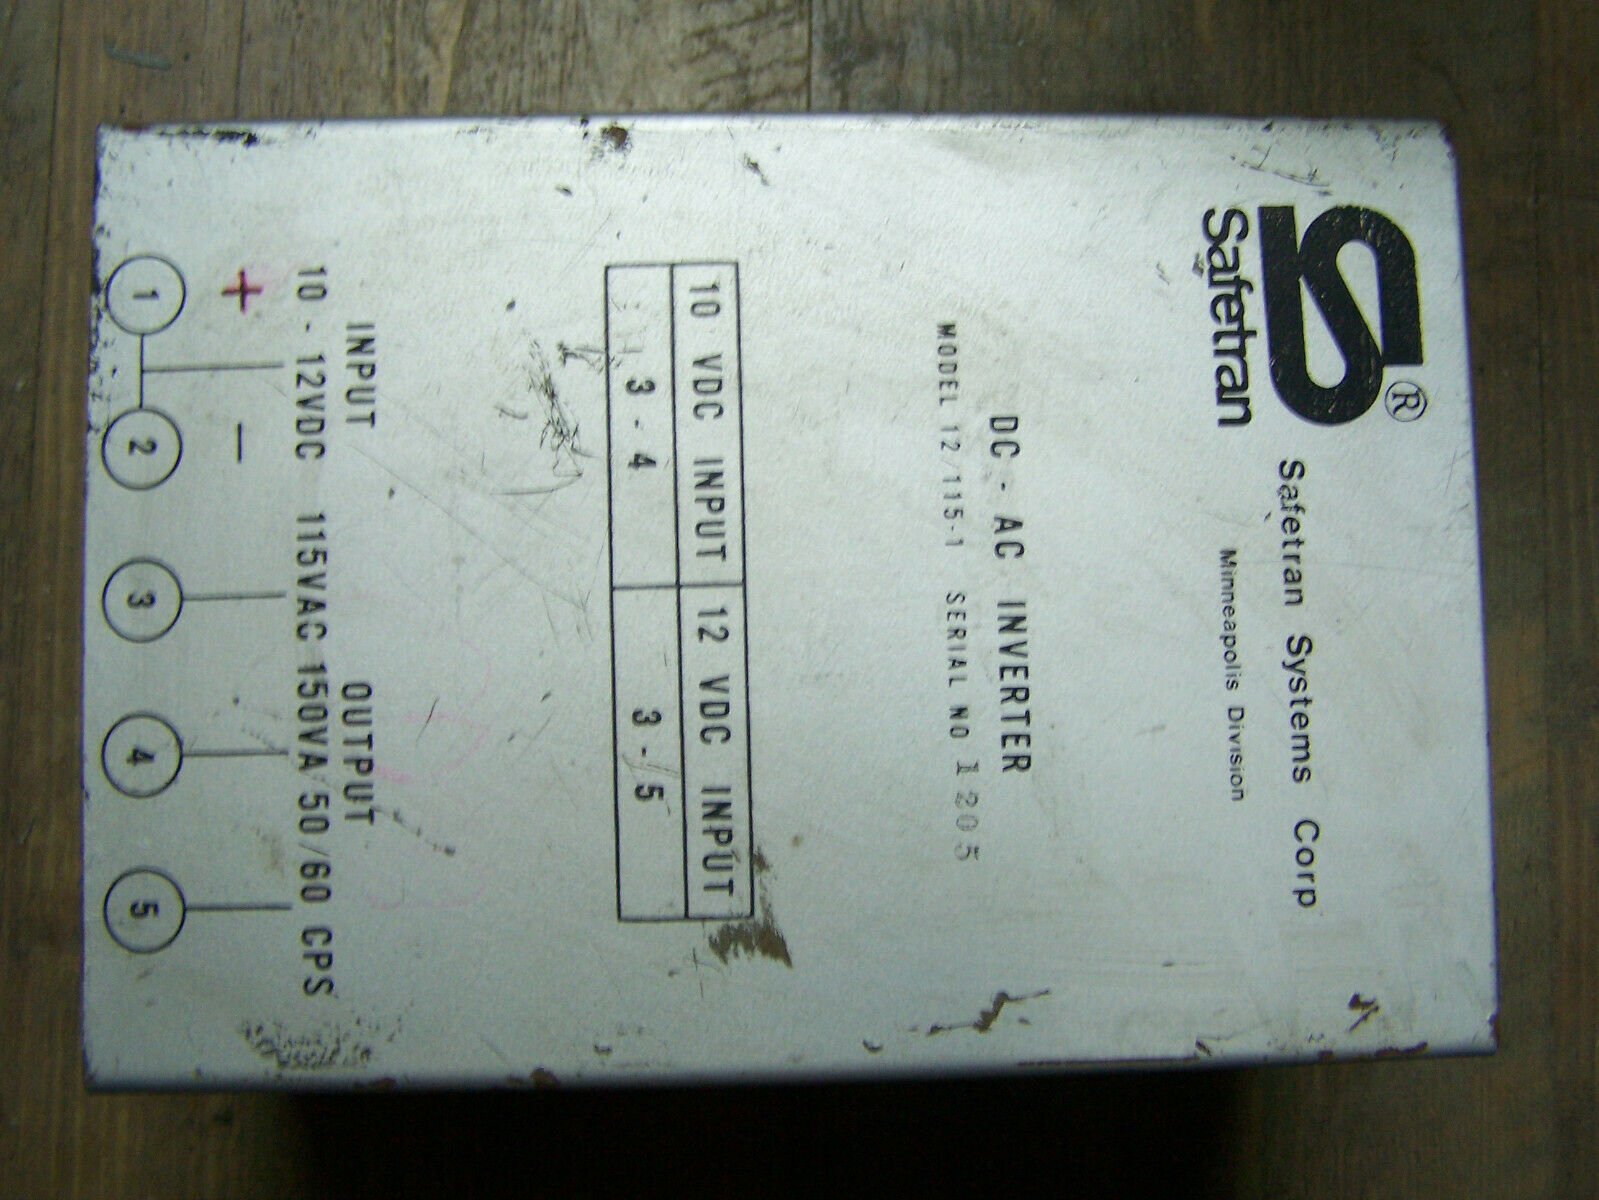 ®
Safetran
Safetran Systems Corp
Minneapolis Division
DC - AC INVERTER
MODEL 12/115-1 SERIAL NO 1205
10 VDC INPUT 12 VDC INPUT
3 - 4 3 - 5
INPUT OUTPUT
10 - 12VDC 115VAC 150VA 50/60 CPS
+ −
1 2 3 4 5